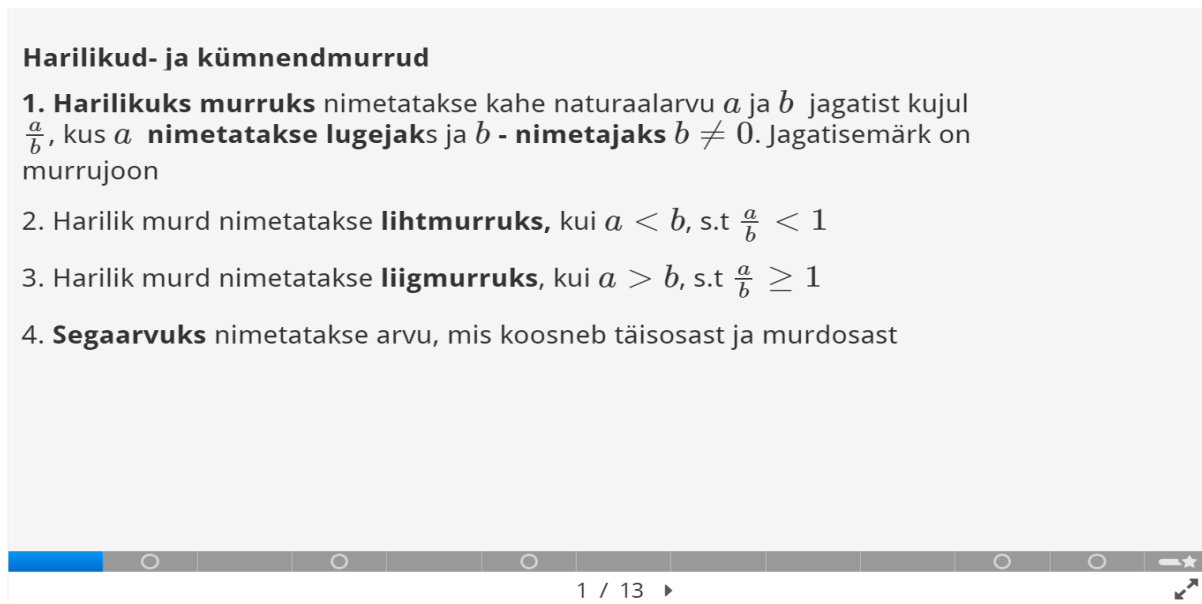 Harilikud- ja kümnendmurrud
1. Harilikuks murruks nimetatakse kahe naturaalarvu a ja b jagatist kujul
a/b, kus a nimetatakse lugejaks ja b - nimetajaks b ≠ 0. Jagatisemärk on
murrujoon
2. Harilik murd nimetatakse lihtmurruks, kui a < b, s.t a/b < 1
3. Harilik murd nimetatakse liigmurruks, kui a > b, s.t a/b ≥ 1
4. Segaarvuks nimetatakse arvu, mis koosneb täisosast ja murdosast
1 / 13